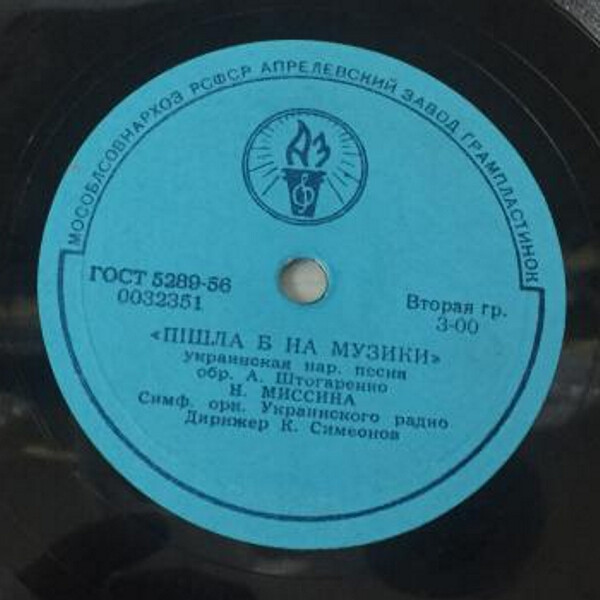 МОСОБЛСОВНАРХОЗ РСФСР АПРЕЛЕВСКИЙ ЗАВОД ГРАМПЛАСТИНОК
АЗ
ГОСТ 5289-56
0032351
Вторая гр.
3-00
«ПІШЛА Б НА МУЗИКИ»
украинская нар. песня
обр. А. Штогаренко
Н. МИССИНА
Симф. орк. Украинского радио
Дирижер К. Симеонов